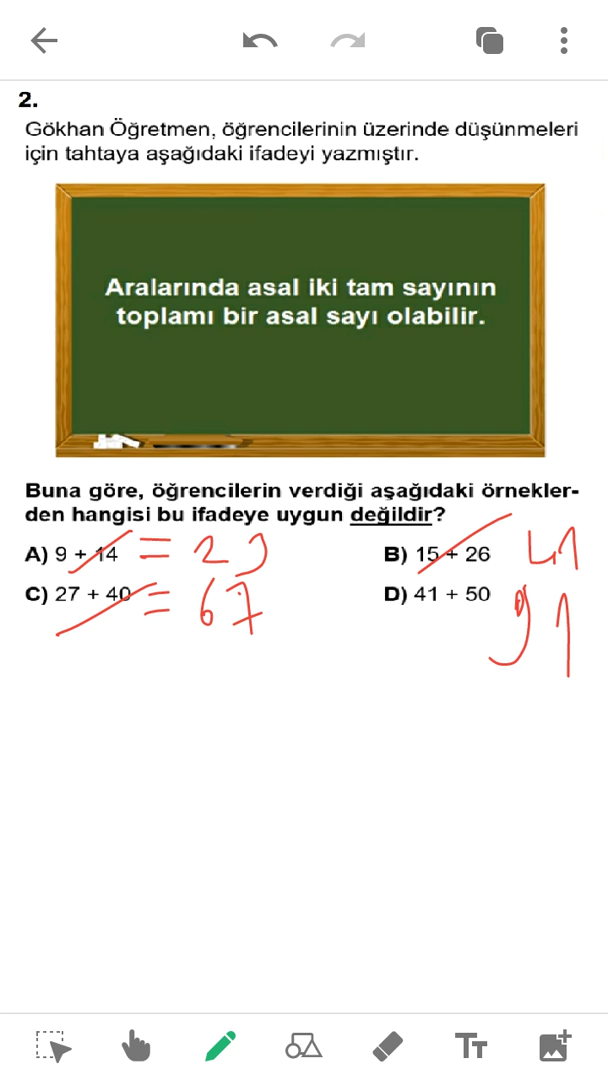 2.
Gökhan Öğretmen, öğrencilerinin üzerinde düşünmeleri
için tahtaya aşağıdaki ifadeyi yazmıştır.
Aralarında asal iki tam sayının
toplamı bir asal sayı olabilir.
Buna göre, öğrencilerin verdiği aşağıdaki örnekler-
den hangisi bu ifadeye uygun değildir?
A) 9 + 14 = 23
B) 15 + 26 41
C) 27 + 40 = 67
D) 41 + 50 91
TT